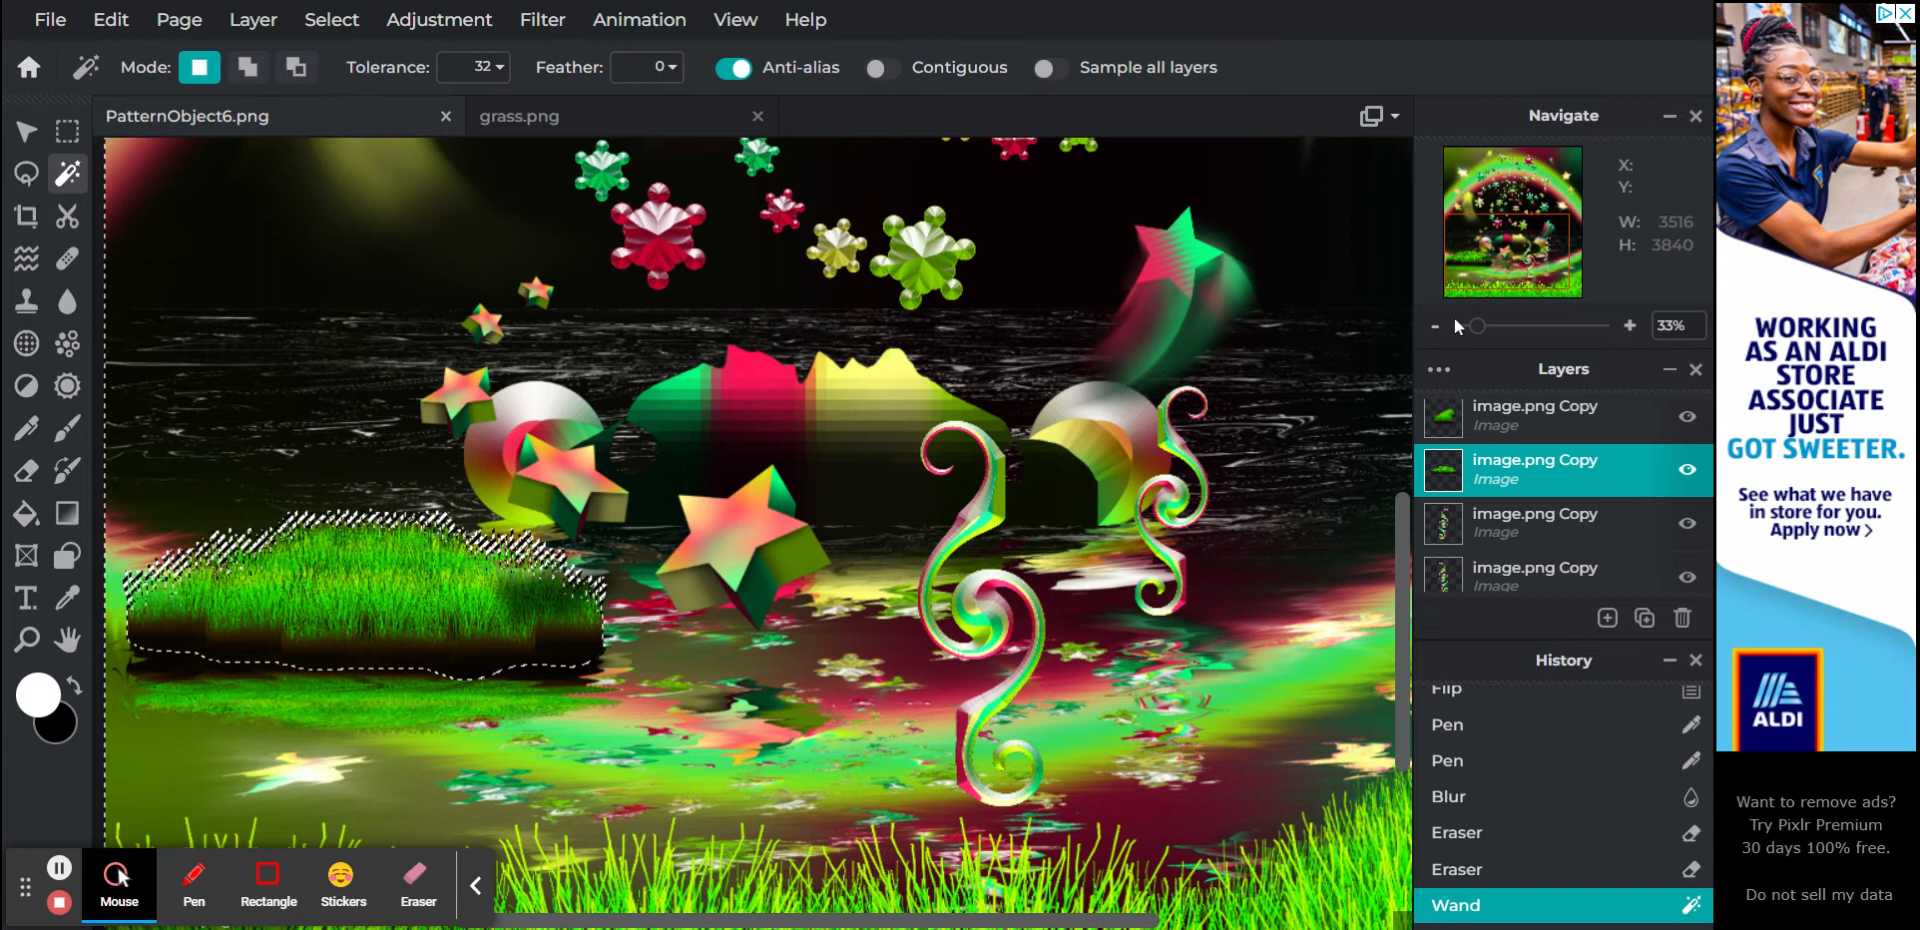 File Edit Page Layer Select Adjustment Filter Animation View Help
Mode: Tolerance: 32 Feather: 0 Anti-alias Contiguous Sample all layers
PatternObject6.png grass.png
Navigate
X:
Y:
W: 3516
H: 3840
33%
Layers
image.png Copy
Image
image.png Copy
Image
image.png Copy
Image
image.png Copy
Image
History
Flip
Pen
Pen
Blur
Eraser
Eraser
Wand
Mouse Pen Rectangle Stickers Eraser
WORKING
AS AN ALDI
STORE
ASSOCIATE
JUST
GOT SWEETER.
See what we have
in store for you.
Apply now >
ALDI
Want to remove ads?
Try Pixlr Premium
30 days 100% free.
Do not sell my data